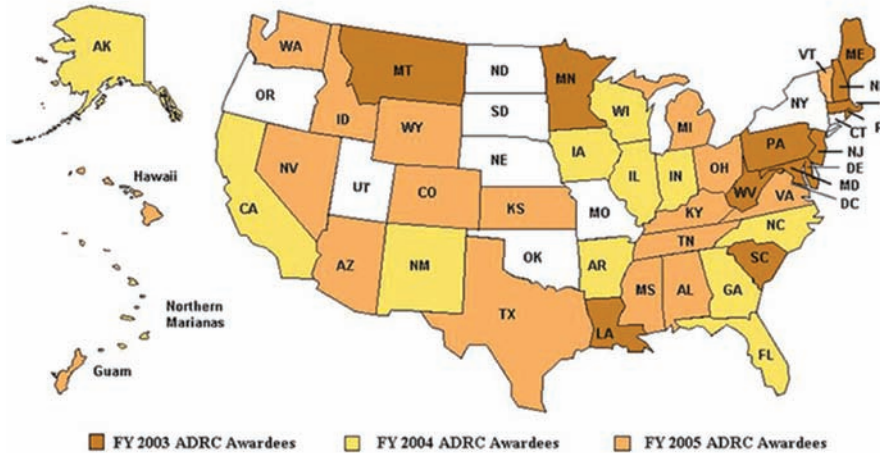 AK
WA
MT
ND
MN
VT
ME
OR
ID
SD
WI
NY
WY
MI
CT
NV
NE
IA
PA
NJ
Hawaii
UT
IL
IN
OH
DE
CA
CO
KS
MO
WV
VA
MD
KY
DC
AZ
NM
OK
AR
TN
NC
SC
Northern
Marianas
TX
MS
AL
GA
LA
Guam
FL
FY 2003 ADRC Awardees
FY 2004 ADRC Awardees
FY 2005 ADRC Awardees